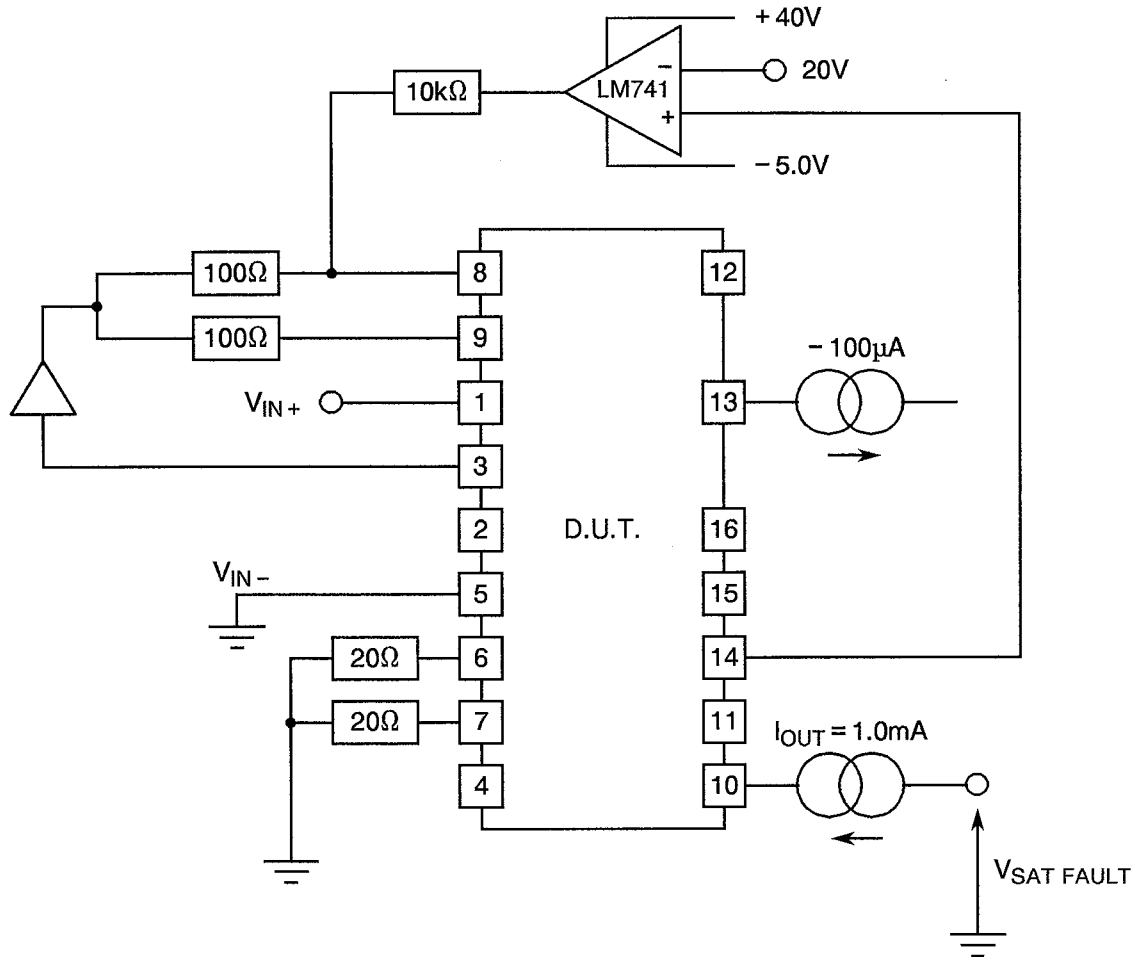 +40V
−
20V
LM741
+
10kΩ
−5.0V
100Ω
8
12
100Ω
9
−100μA
VIN+
1
13
3
2
D.U.T.
16
VIN−
5
15
20Ω
6
14
20Ω
7
11
IOUT = 1.0mA
4
10
VSAT FAULT